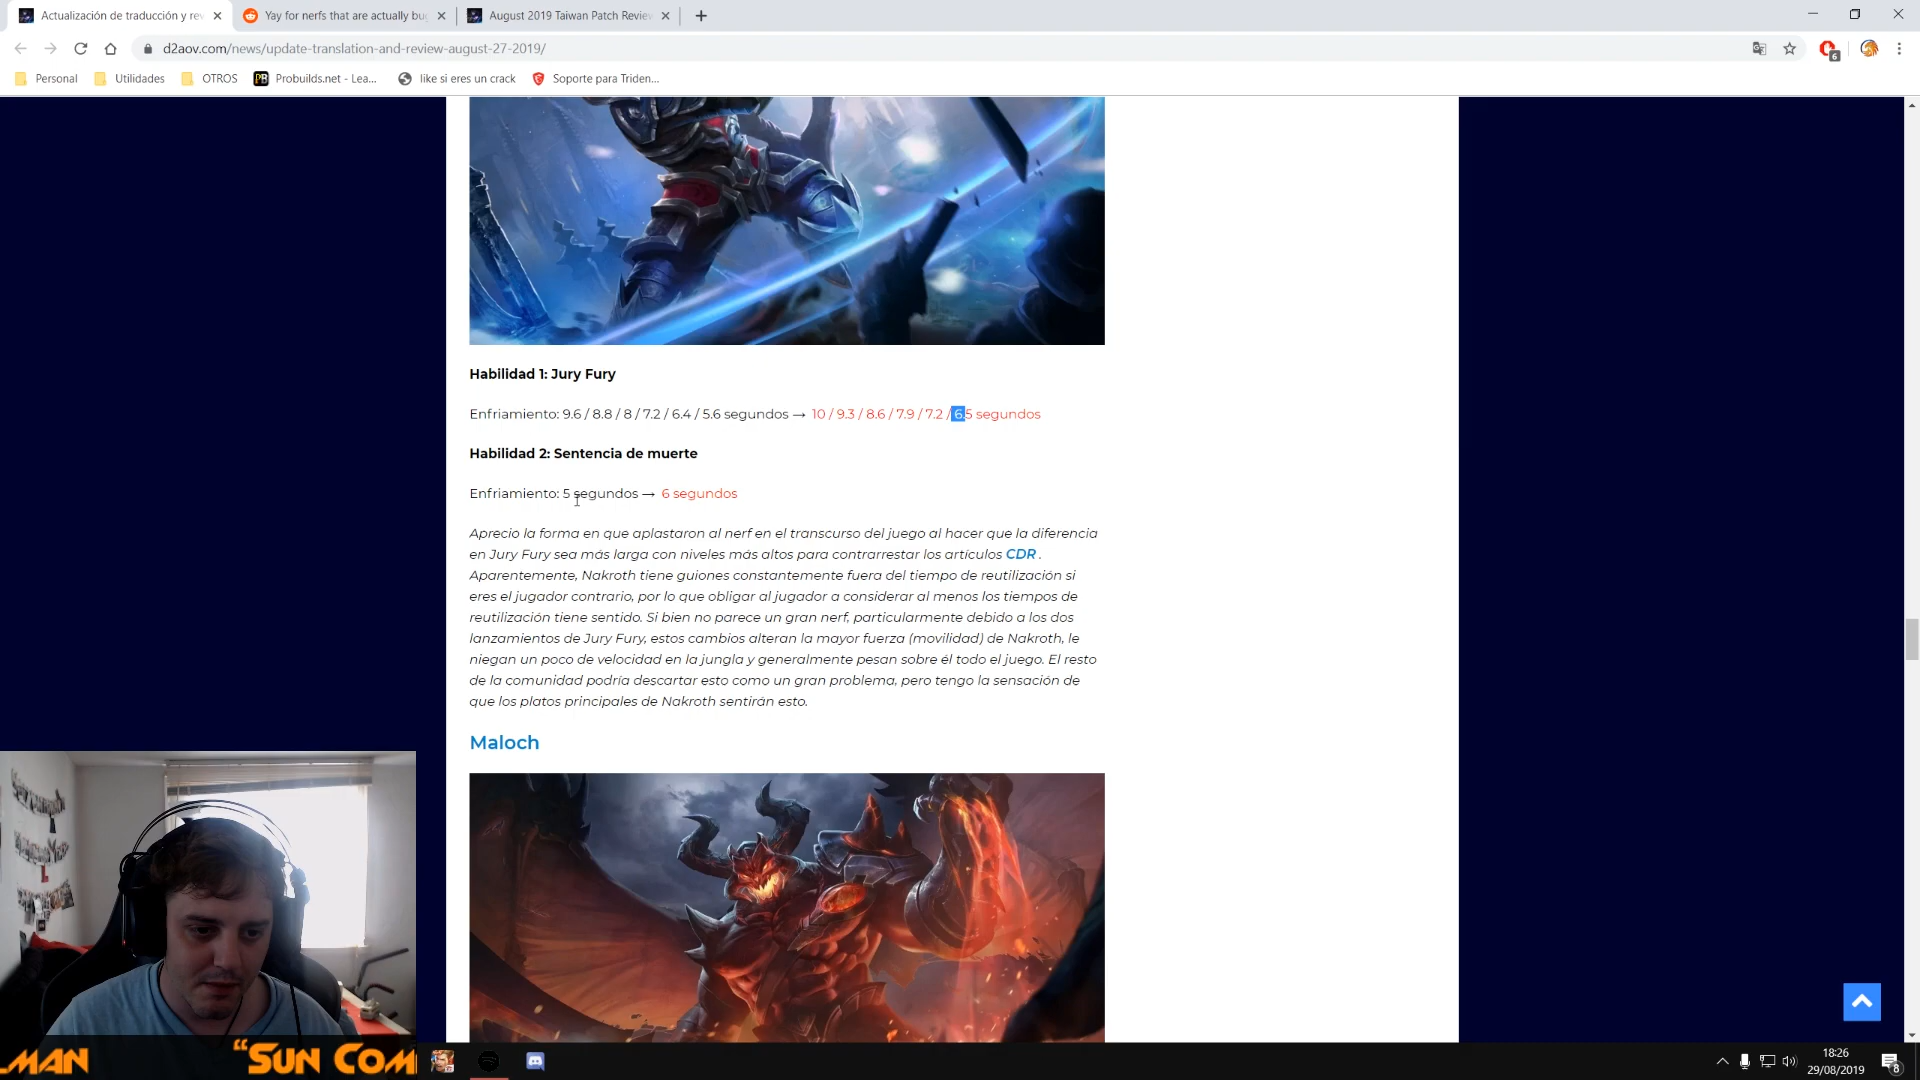 Actualización de traducción y rev
Yay for nerfs that are actually bug
August 2019 Taiwan Patch Review
d2aov.com/news/update-translation-and-review-august-27-2019/
6
Personal
Utilidades
OTROS
PB
Probuilds.net - Lea...
like si eres un crack
Soporte para Triden...
Habilidad 1: Jury Fury
Enfriamiento: 9.6 / 8.8 / 8 / 7.2 / 6.4 / 5.6 segundos → 10 / 9.3 / 8.6 / 7.9 / 7.2 / 6.5 segundos
Habilidad 2: Sentencia de muerte
Enfriamiento: 5 segundos → 6 segundos
Aprecio la forma en que aplastaron al nerf en el transcurso del juego al hacer que la diferencia
en Jury Fury sea más larga con niveles más altos para contrarrestar los artículos CDR .
Aparentemente, Nakroth tiene guiones constantemente fuera del tiempo de reutilización si
eres el jugador contrario, por lo que obligar al jugador a considerar al menos los tiempos de
reutilización tiene sentido. Si bien no parece un gran nerf, particularmente debido a los dos
lanzamientos de Jury Fury, estos cambios alteran la mayor fuerza (movilidad) de Nakroth, le
niegan un poco de velocidad en la jungla y generalmente pesan sobre él todo el juego. El resto
de la comunidad podría descartar esto como un gran problema, pero tengo la sensación de
que los platos principales de Nakroth sentirán esto.
Maloch
LMAN "SUN COM
18:26
29/08/2019
8